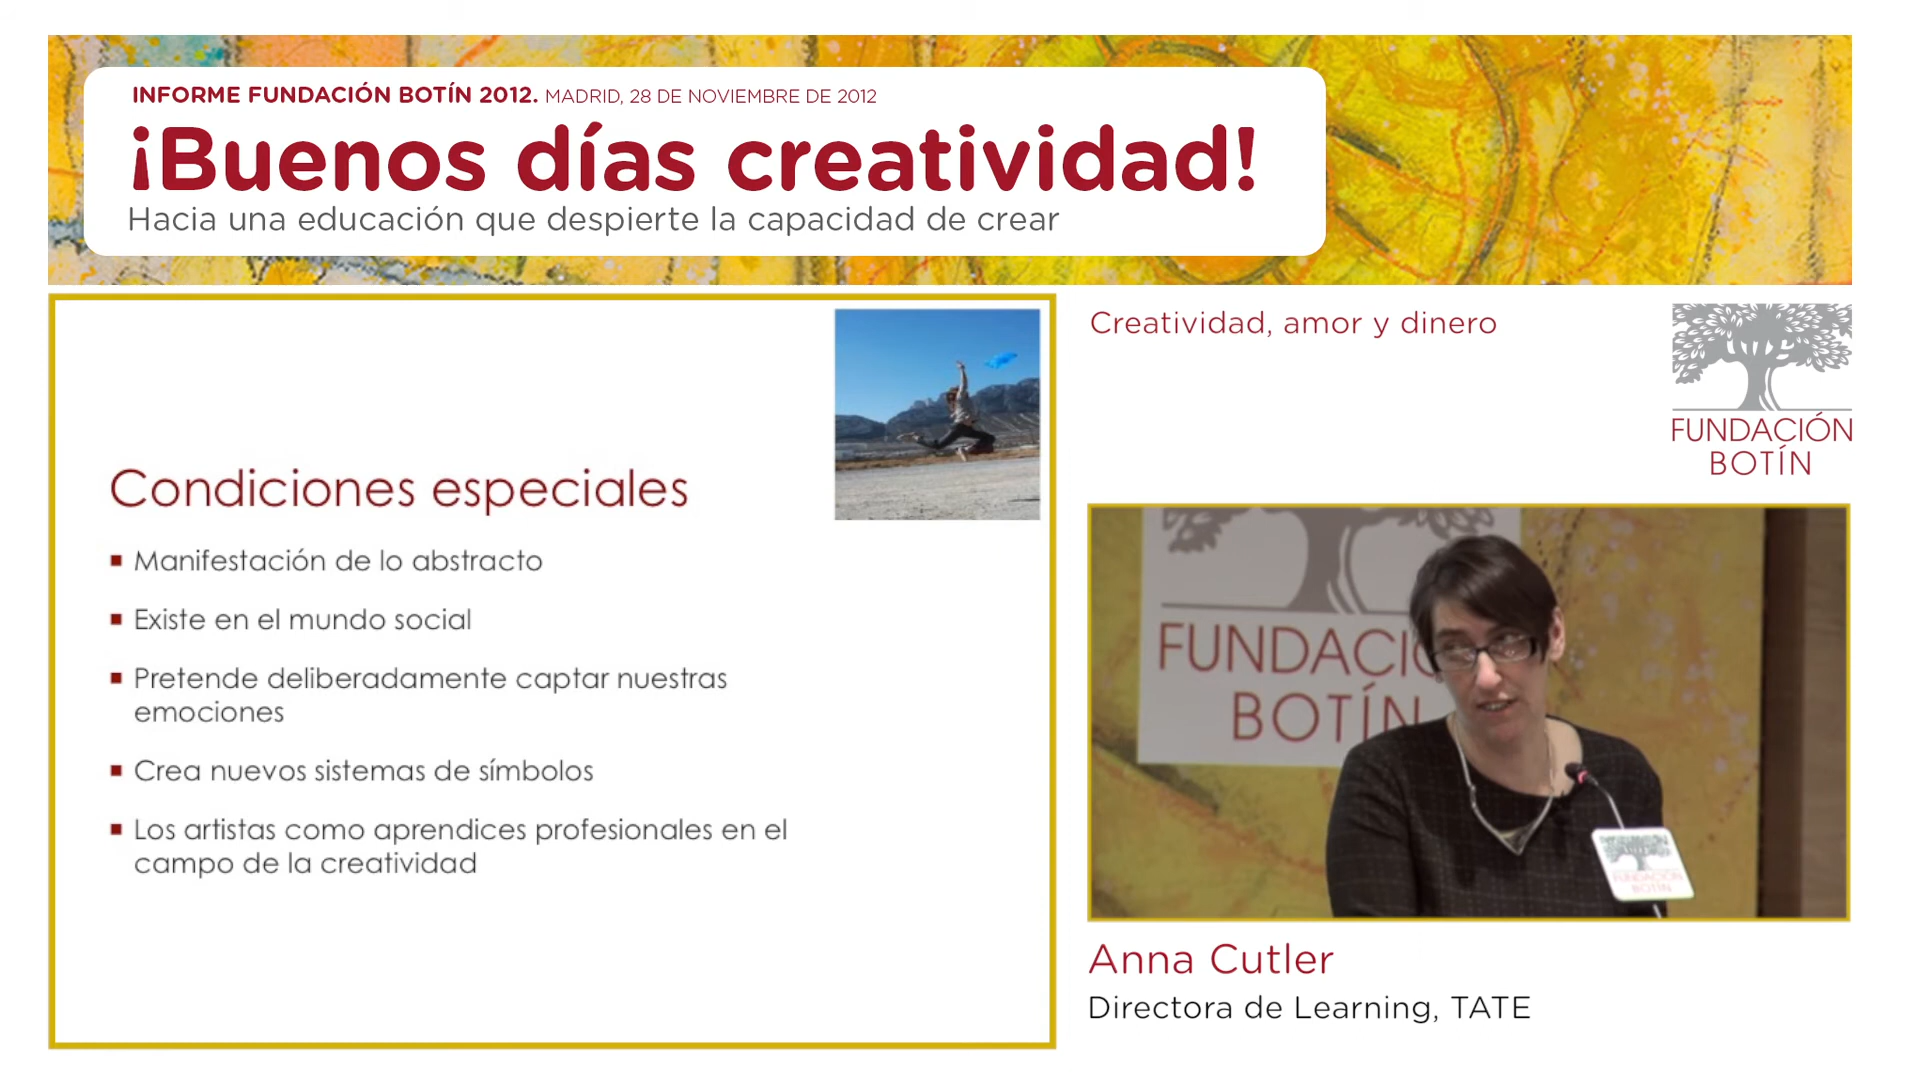 INFORME FUNDACIÓN BOTÍN 2012. MADRID, 28 DE NOVIEMBRE DE 2012
¡Buenos días creatividad!
Hacia una educación que despierte la capacidad de crear
Condiciones especiales
Manifestación de lo abstracto
Existe en el mundo social
Pretende deliberadamente captar nuestras
emociones
Crea nuevos sistemas de símbolos
Los artistas como aprendices profesionales en el
campo de la creatividad
Creatividad, amor y dinero
FUNDACIÓN
BOTÍN
FUNDACIÓ
BOTÍN
FUNDACIÓN
BOTÍN
Anna Cutler
Directora de Learning, TATE